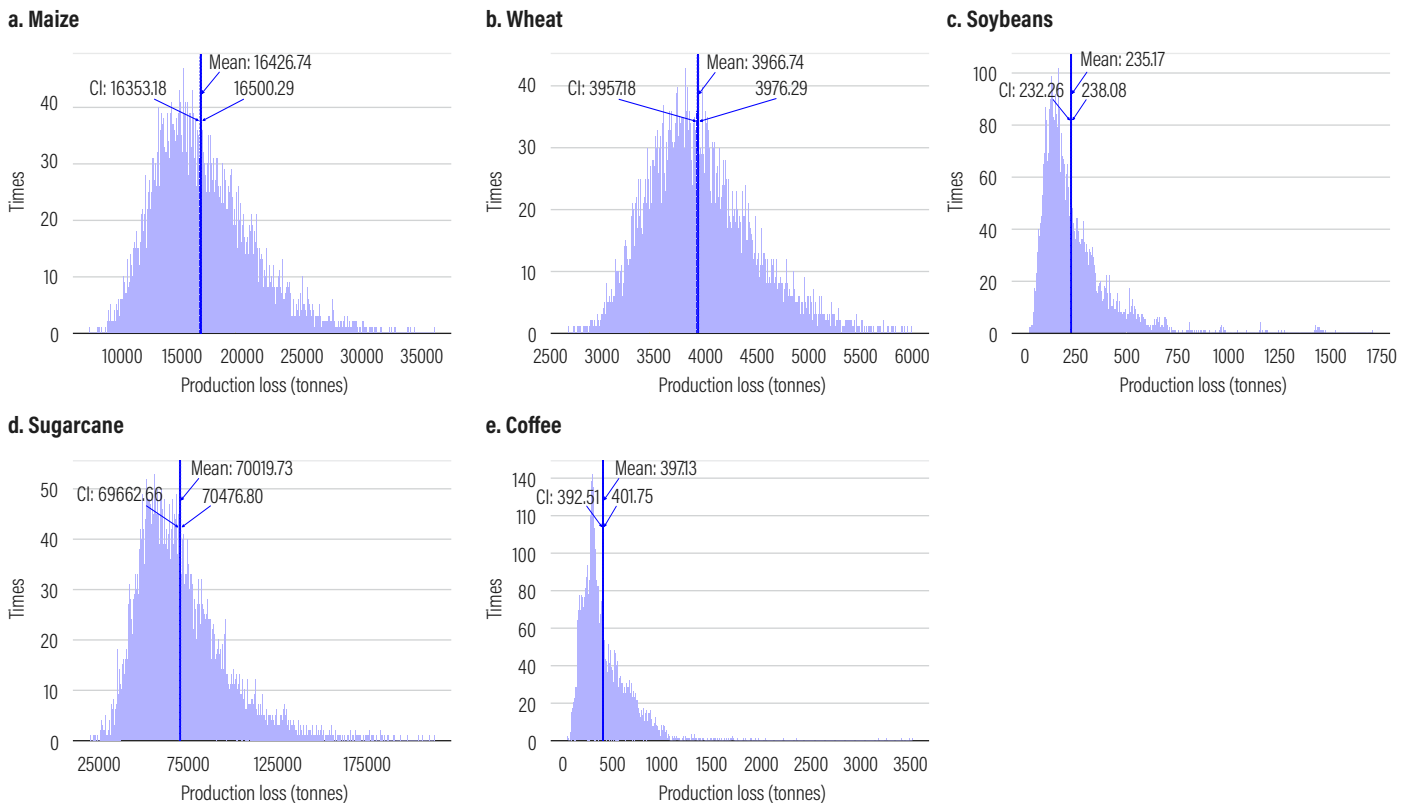 a. Maize
Mean: 16426.74
CI: 16353.18
16500.29
Times
40
30
20
10
0
10000 15000 20000 25000 30000 35000
Production loss (tonnes)
b. Wheat
Mean: 3966.74
CI: 3957.18
3976.29
Times
40
30
20
10
0
2500 3000 3500 4000 4500 5000 5500 6000
Production loss (tonnes)
c. Soybeans
Mean: 235.17
CI: 232.26
238.08
Times
100
80
60
40
20
0
0 250 500 750 1000 1250 1500 1750
Production loss (tonnes)
d. Sugarcane
Mean: 70019.73
CI: 69662.66
70476.80
Times
50
40
30
20
10
0
25000 75000 125000 175000
Production loss (tonnes)
e. Coffee
Mean: 397.13
CI: 392.51
401.75
Times
140
110
100
80
60
40
20
0
0 500 1000 1500 2000 2500 3000 3500
Production loss (tonnes)